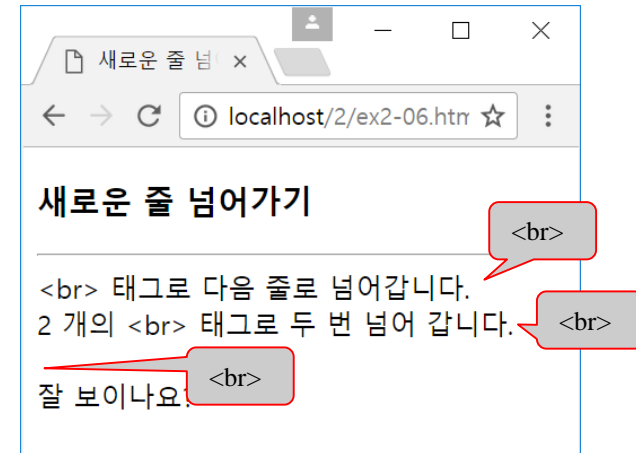 새로운 줄 넘
localhost/2/ex2-06.htm
새로운 줄 넘어가기
<br>
<br> 태그로 다음 줄로 넘어갑니다.
2 개의 <br> 태그로 두 번 넘어 갑니다.
<br>
<br>
잘 보이나요?